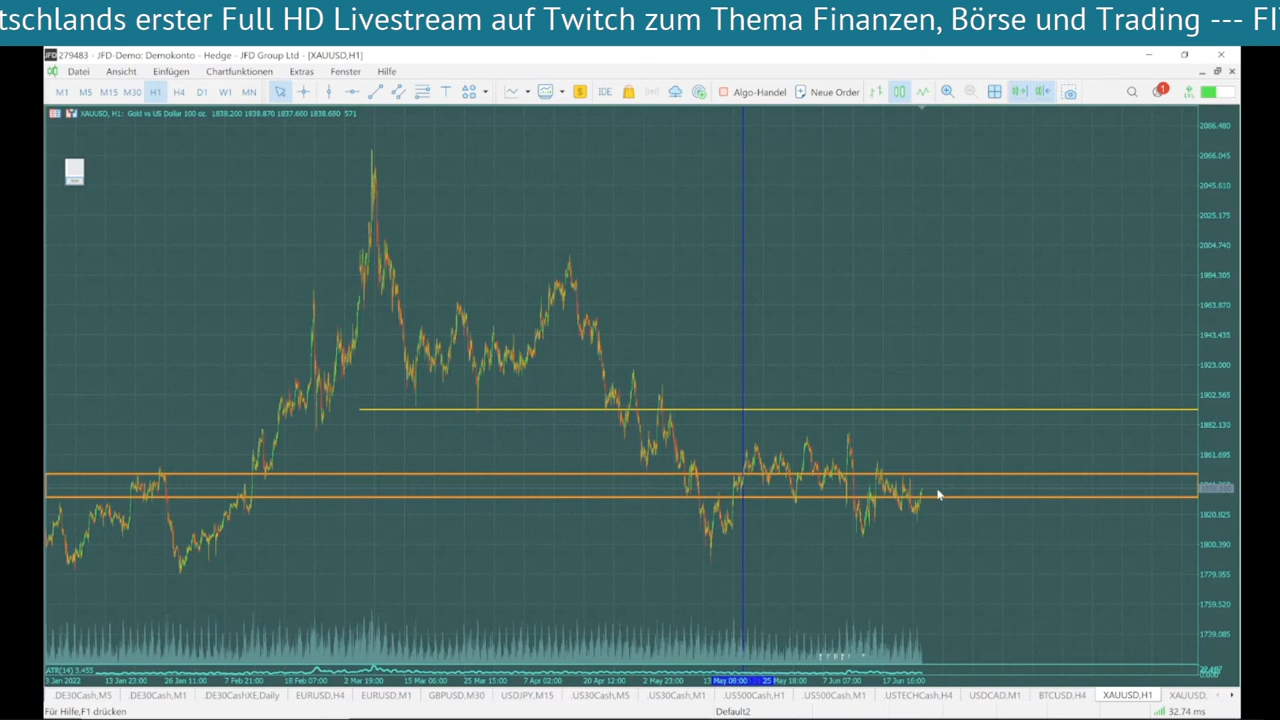 tschlands erster Full HD Livestream auf Twitch zum Thema Finanzen, Börse und Trading --- Fl
JFD 279483 - JFD-Demo: Demokonto - Hedge - JFD Group Ltd - [XAUUSD,H1]
Datei Ansicht Einfügen Chartfunktionen Extras Fenster Hilfe
M1 M5 M15 M30 H1 H4 D1 W1 MN T $ IDE Algo-Handel Neue Order 1
XAUUSD, H1: Gold vs US Dollar 100 oz. 1838.200 1838.870 1837.660 1838.680 571
2086.480
2066.045
2045.610
2025.175
2004.740
1984.305
1963.870
1943.435
1923.000
1902.565
1882.130
1861.695
1820.825
1800.390
1779.955
1759.520
1739.085
ATR(14) 3.455
0.000
3 Jan 2022 13 Jan 23:00 26 Jan 11:00 7 Feb 21:00 18 Feb 07:00 2 Mar 19:00 15 Mar 06:00 25 Mar 15:00 7 Apr 02:00 20 Apr 12:00 2 May 23:00 13 May 08:00 25 May 18:00 7 Jun 07:00 17 Jun 16:00
.DE30Cash,M5 .DE30Cash,M1 .DE30CashXE,Daily EURUSD,H4 EURUSD,M1 GBPUSD,M30 USDJPY,M15 .US30Cash,M5 .US30Cash,M1 .US500Cash,H1 .US500Cash,M5 .USTECHCash,H4 USDCAD,M1 BTCUSD,H4 XAUUSD,H1 XAUUSD,
Für Hilfe,F1 drücken Default2 32.74 ms